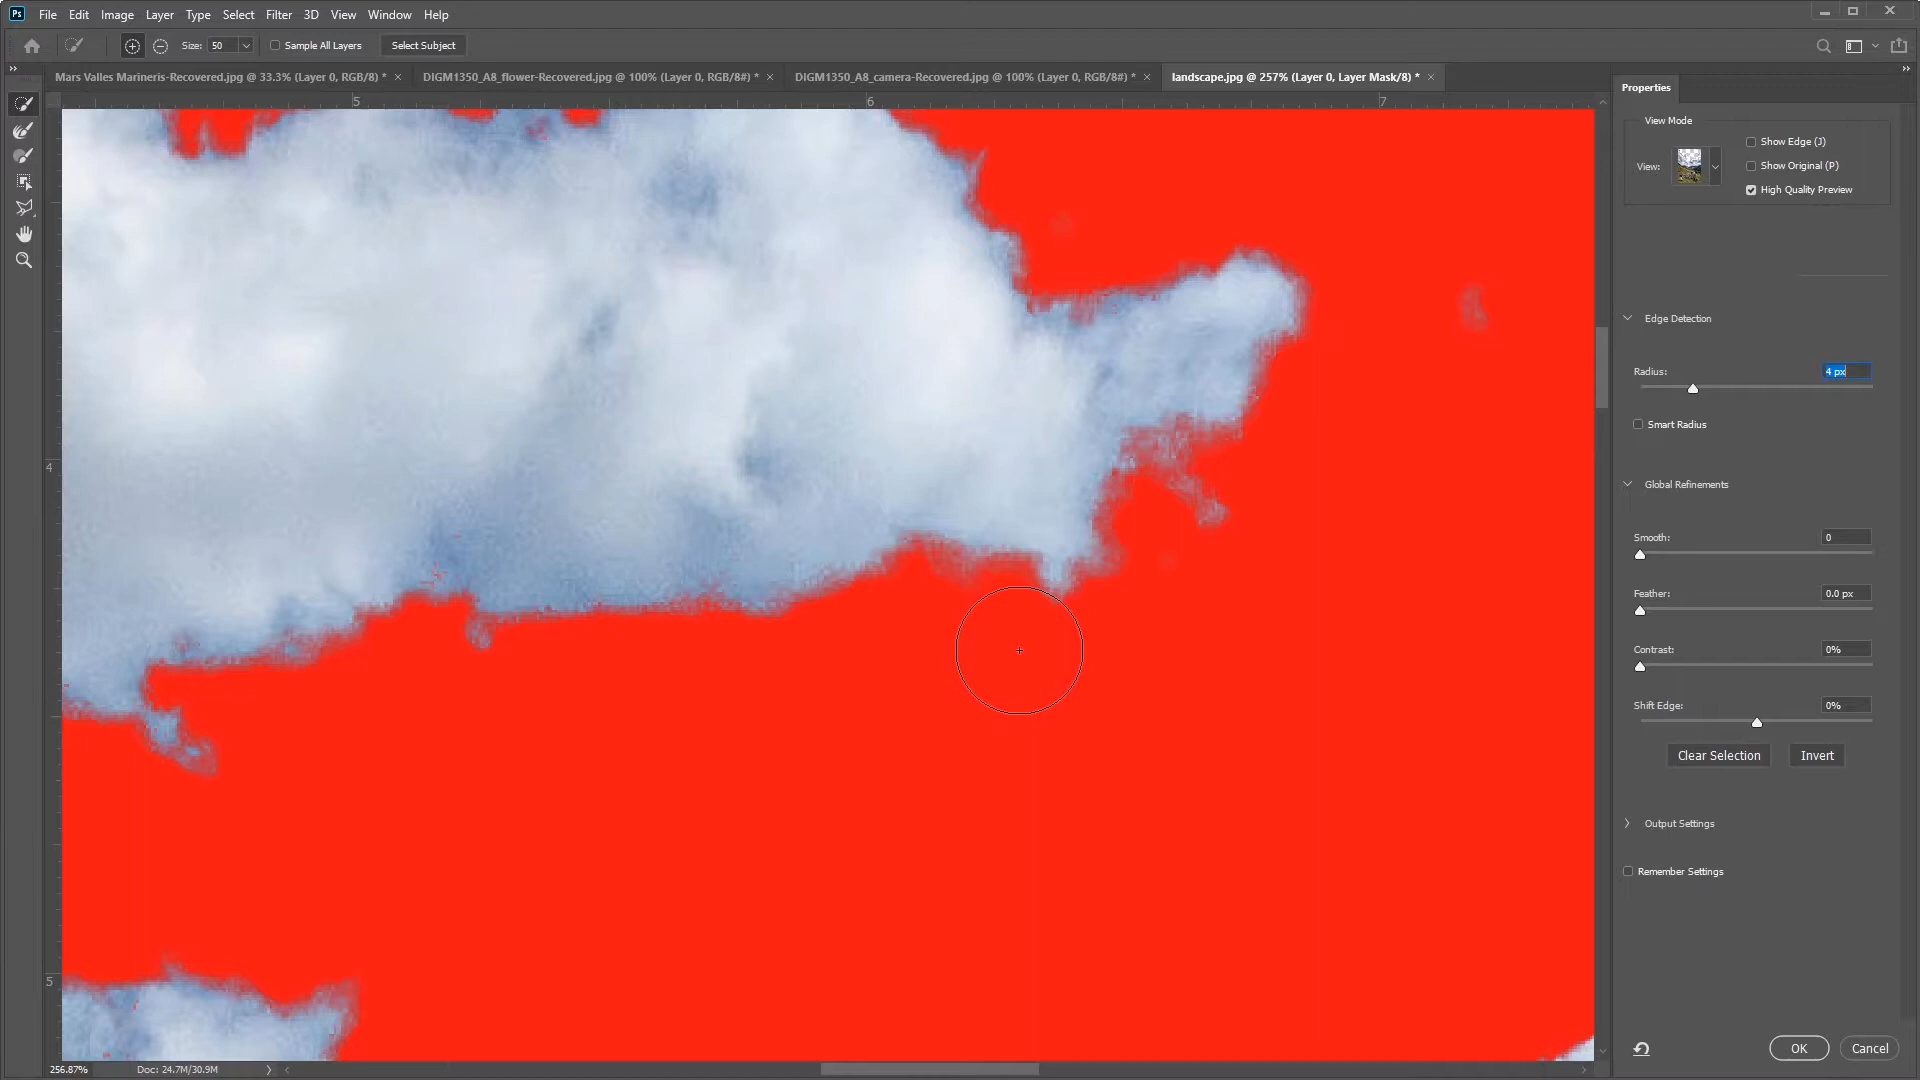 Ps File Edit Image Layer Type Select Filter 3D View Window Help
Size: 50 Sample All Layers Select Subject
Mars Valles Marineris-Recovered.jpg @ 33.3% (Layer 0, RGB/8) * DIGM1350_A8_flower-Recovered.jpg @ 100% (Layer 0, RGB/8#) * DIGM1350_A8_camera-Recovered.jpg @ 100% (Layer 0, RGB/8#) * landscape.jpg @ 257% (Layer 0, Layer Mask/8) *
Properties
5 6 7
View Mode
Show Edge (J)
View: Show Original (P)
High Quality Preview
Edge Detection
Radius: 4 px
Smart Radius
4
Global Refinements
Smooth: 0
Feather: 0.0 px
Contrast: 0%
Shift Edge: 0%
Clear Selection Invert
Output Settings
Remember Settings
5
OK Cancel
256.87% Doc: 24.7M/30.9M